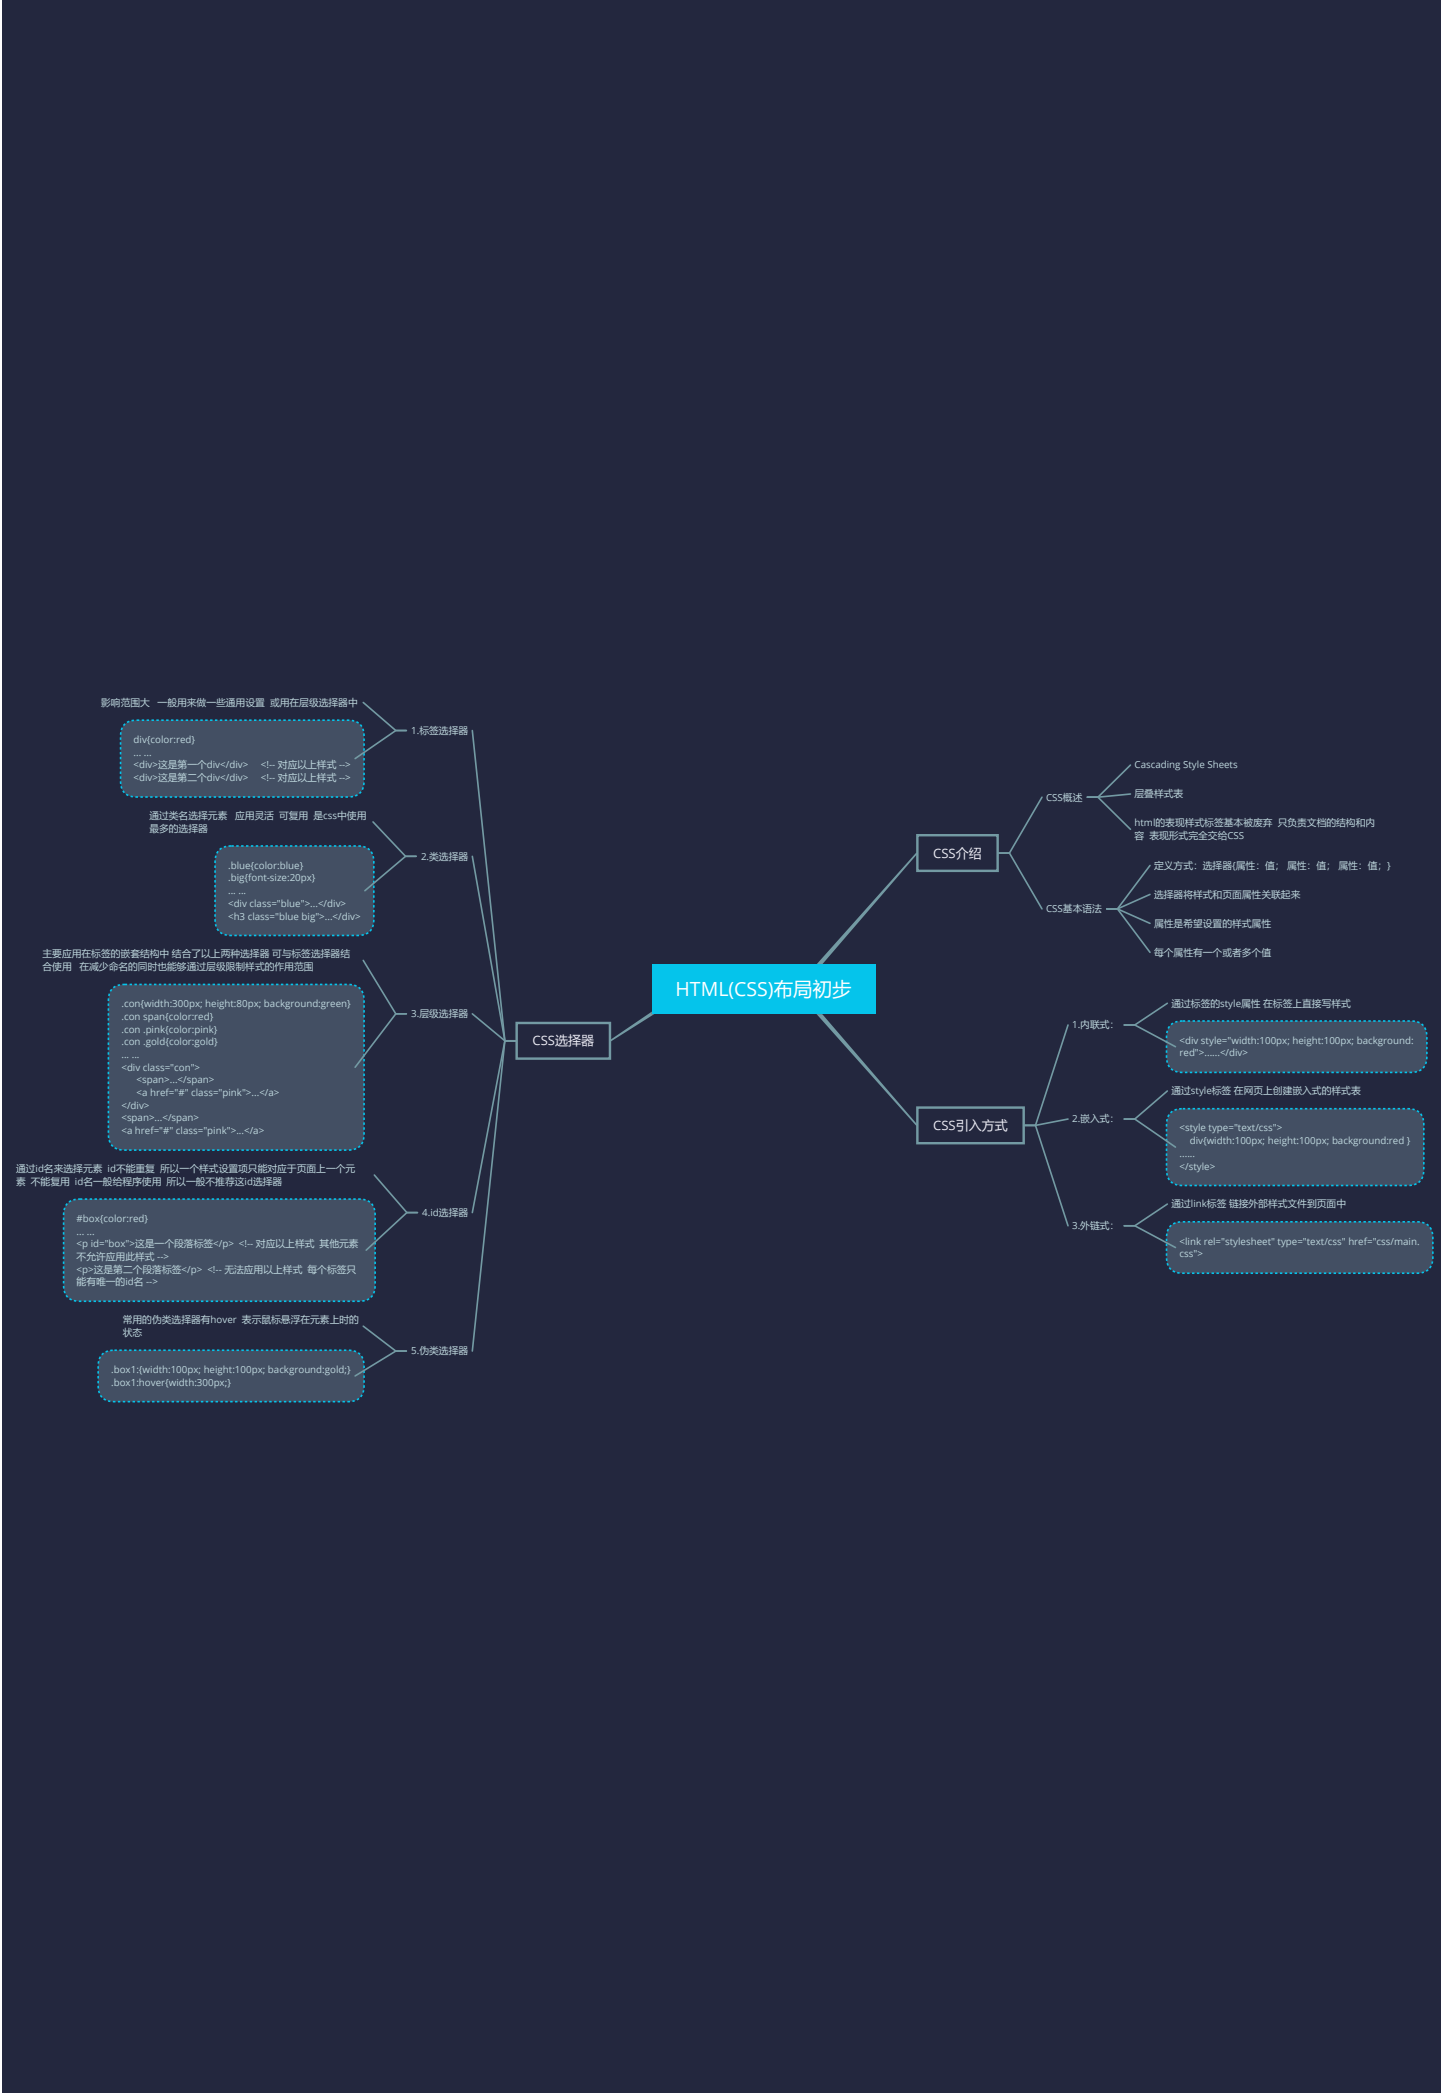 HTML(CSS)布局初步
CSS介绍
CSS概述
Cascading Style Sheets
层叠样式表
html的表现样式标签基本被废弃  只负责文档的结构和内
容  表现形式完全交给CSS
CSS基本语法
定义方式：选择器{属性：值； 属性：值； 属性：值；}
选择器将样式和页面属性关联起来
属性是希望设置的样式属性
每个属性有一个或者多个值
CSS引入方式
1.内联式：
通过标签的style属性 在标签上直接写样式
<div style="width:100px; height:100px; background:
red">……</div>
2.嵌入式：
通过style标签 在网页上创建嵌入式的样式表
<style type="text/css">
    div{width:100px; height:100px; background:red }
……
</style>
3.外链式：
通过link标签 链接外部样式文件到页面中
<link rel="stylesheet" type="text/css" href="css/main.
css">
CSS选择器
1.标签选择器
影响范围大   一般用来做一些通用设置  或用在层级选择器中
div{color:red}
... ...
<div>这是第一个div</div>     <!-- 对应以上样式 -->
<div>这是第二个div</div>     <!-- 对应以上样式 -->
2.类选择器
通过类名选择元素   应用灵活  可复用  是css中使用
最多的选择器
.blue{color:blue}
.big{font-size:20px}
... ...
<div class="blue">...</div>
<h3 class="blue big">...</div>
3.层级选择器
主要应用在标签的嵌套结构中 结合了以上两种选择器 可与标签选择器结
合使用   在减少命名的同时也能够通过层级限制样式的作用范围
.con{width:300px; height:80px; background:green}
.con span{color:red}
.con .pink{color:pink}
.con .gold{color:gold}
... ...
<div class="con">
      <span>...</span>
      <a href="#" class="pink">...</a>
</div>
<span>...</span>
<a href="#" class="pink">...</a>
4.id选择器
通过id名来选择元素  id不能重复  所以一个样式设置项只能对应于页面上一个元
素  不能复用  id名一般给程序使用  所以一般不推荐这id选择器
#box{color:red}
... ...
<p id="box">这是一个段落标签</p>  <!-- 对应以上样式  其他元素
不允许应用此样式 -->
<p>这是第二个段落标签</p>  <!-- 无法应用以上样式  每个标签只
能有唯一的id名 -->
5.伪类选择器
常用的伪类选择器有hover  表示鼠标悬浮在元素上时的
状态
.box1:{width:100px; height:100px; background:gold;}
.box1:hover{width:300px;}